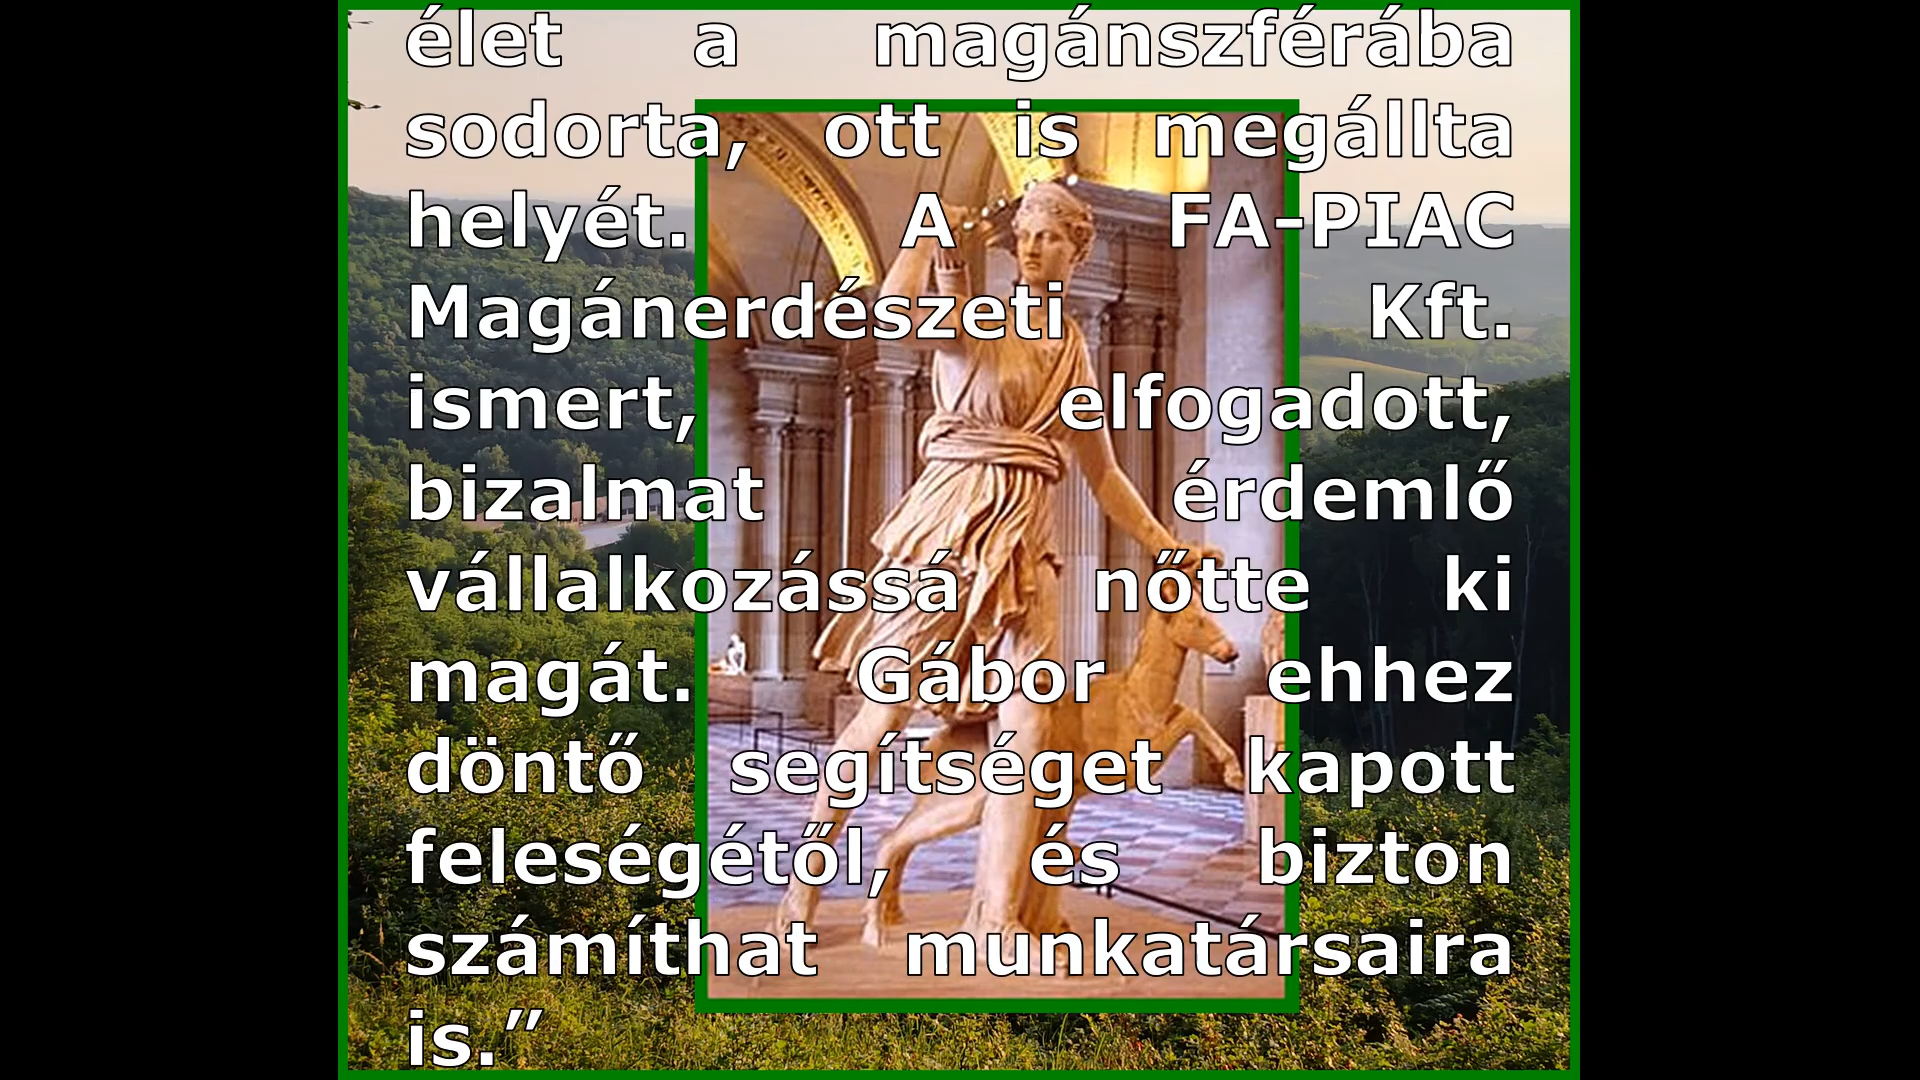 élet a magánszférába
sodorta, ott is megállta
helyét. A FA-PIAC
Magánerdészeti Kft.
ismert, elfogadott,
bizalmat érdemlő
vállalkozássá nőtte ki
magát. Gábor ehhez
döntő segítséget kapott
feleségétől, és bizton
számíthat munkatársaira
is.”